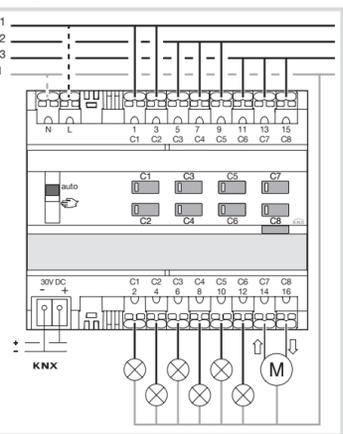 1
2
3
N L 1 3 5 7 9 11 13 15
C1 C2 C3 C4 C5 C6 C7 C8
auto
C1 C3 C5 C7
C2 C4 C6 C8
KNX
30V DC
- +
C1 C2 C3 C4 C5 C6 C7 C8
2 4 6 8 10 12 14 16
M
+
-
KNX